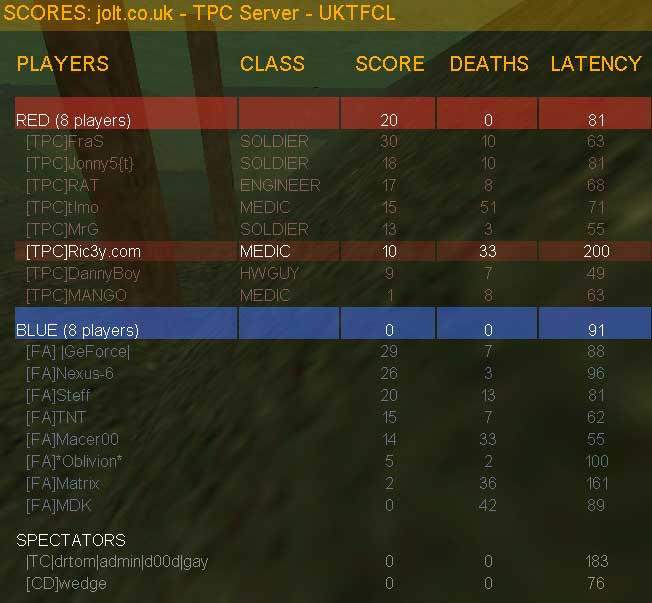 SCORES: jolt.co.uk - TPC Server - UKTFCL
PLAYERS CLASS SCORE DEATHS LATENCY
RED (8 players) 20 0 81
[TPC]FraS SOLDIER 30 10 63
[TPC]Jonny5{t} SOLDIER 18 10 81
[TPC]RAT ENGINEER 17 8 68
[TPC]t!mo MEDIC 15 51 71
[TPC]MrG SOLDIER 13 3 55
[TPC]Ric3y.com MEDIC 10 33 200
[TPC]DannyBoy HWGUY 9 7 49
[TPC]MANGO MEDIC 1 8 63
BLUE (8 players) 0 0 91
[FA] |GeForce| 29 7 88
[FA]Nexus-6 26 3 96
[FA]Steff 20 13 81
[FA]TNT 15 7 62
[FA]Macer00 14 33 55
[FA]*Oblivion* 5 2 100
[FA]Matrix 2 36 161
[FA]MDK 0 42 89
SPECTATORS
|TC|drtom|admin|d00d|gay 0 0 183
[CD]wedge 0 0 76